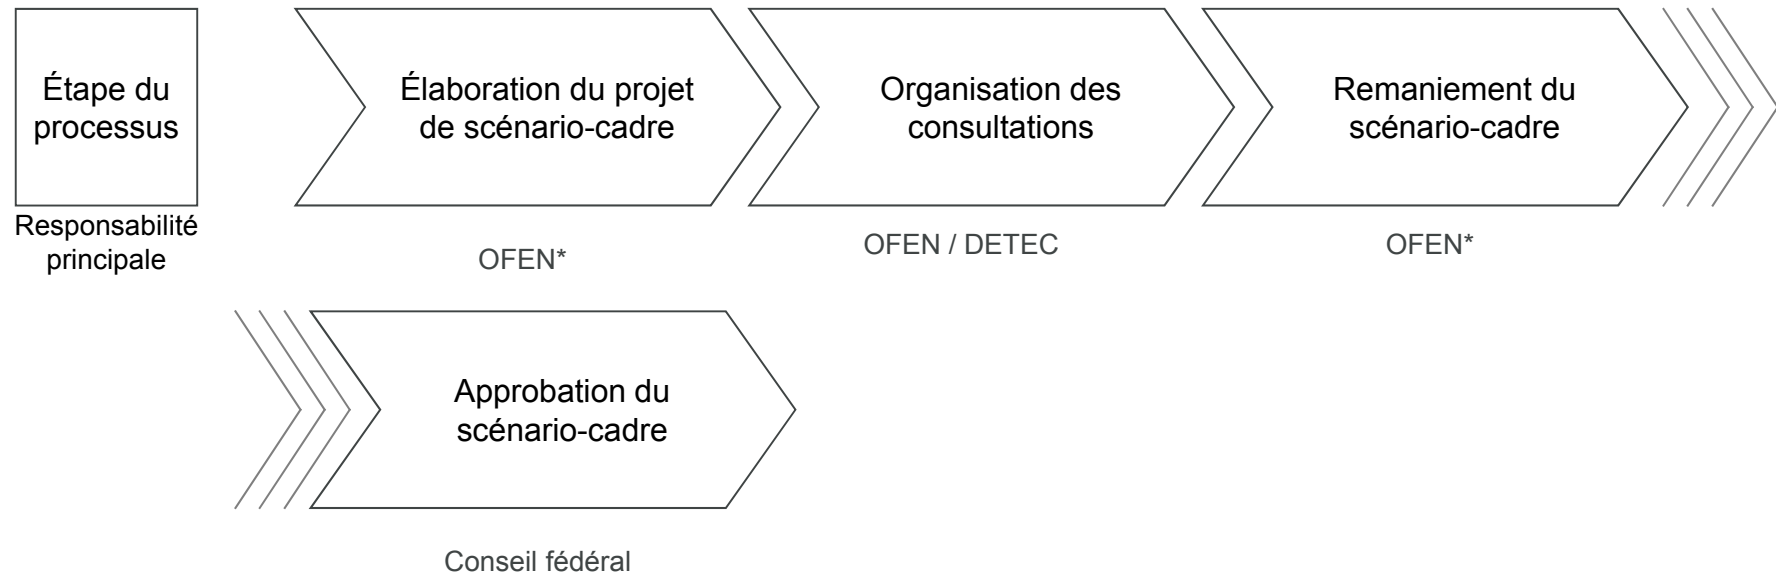 Étape du
processus
Responsabilité
principale
Élaboration du projet
de scénario-cadre
OFEN*
Organisation des
consultations
OFEN / DETEC
Remaniement du
scénario-cadre
OFEN*
Approbation du
scénario-cadre
Conseil fédéral